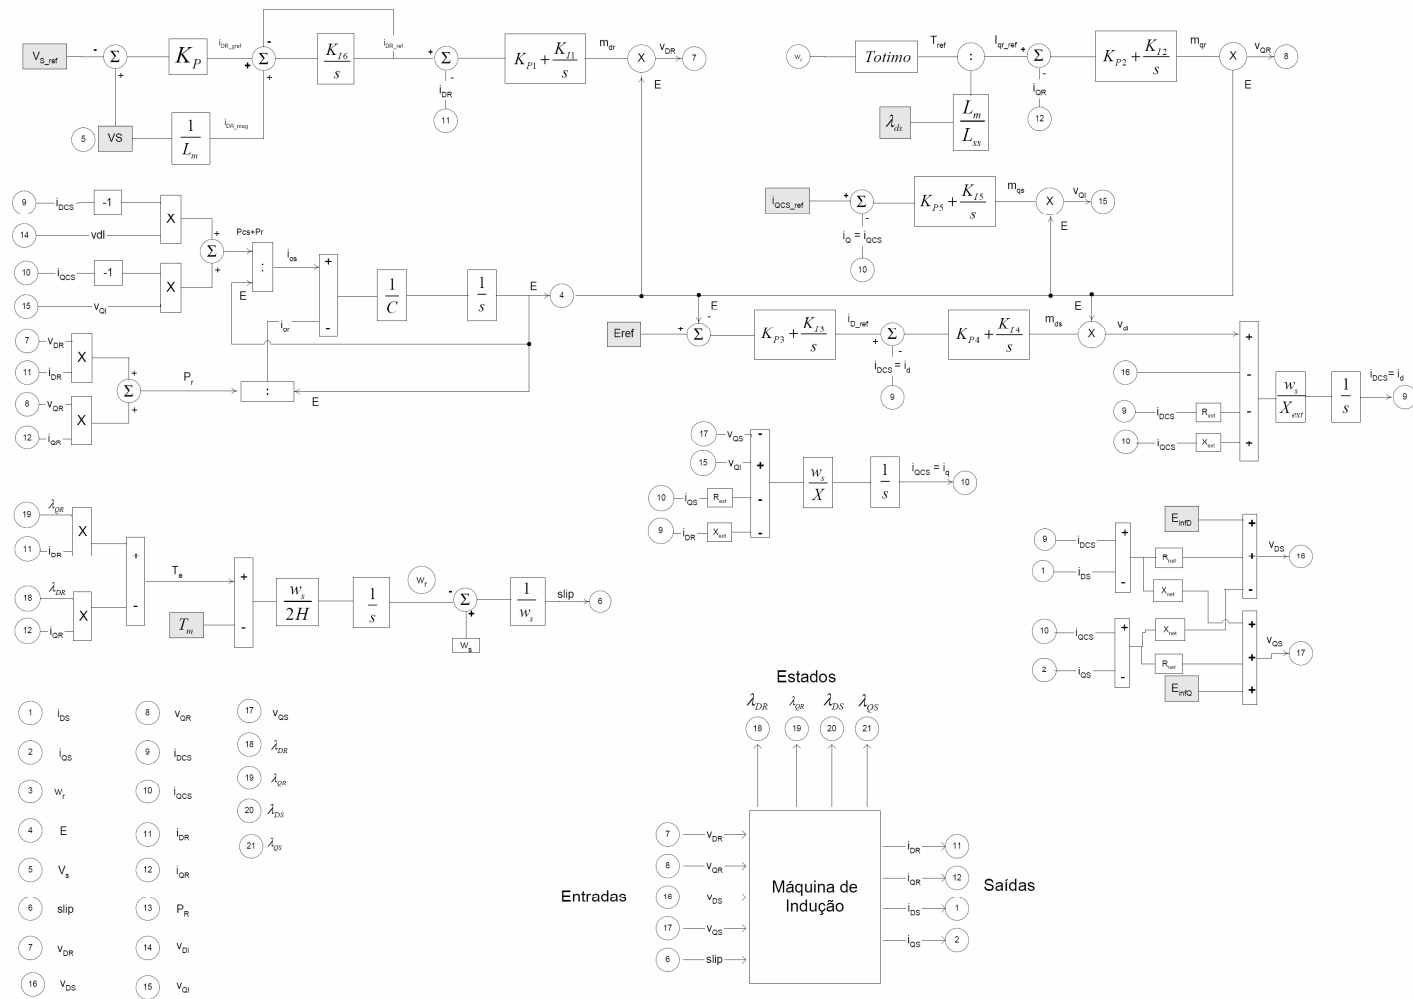 V_S_ref - Σ + K_P i_DR_gref + Σ - + K_I6/s i_DR_ref + Σ - K_P1 + K_I1/s m_dr X v_DR 7
E
i_DR
11
5 VS 1/L_m i_DR_mag
w_r Totimo T_ref : I_qr_ref + Σ - K_P2 + K_I2/s m_qr X v_QR 8
E
i_QR
12
λ_ds L_m/L_ss
i_QCS_ref + Σ - K_P5 + K_I5/s m_qs X v_QI 15
E
i_Q = i_QCS
10
9 i_DCS -1 X
14 vdI
+ Σ + Pcs+Pr : i_os
E
10 i_QCS -1 X
15 v_QI
+ - 1/C 1/s E 4
i_or
7 v_DR X
11 i_DR
+ Σ + P_r : E
8 v_QR X
12 i_QR
E E
Eref + Σ - K_P3 + K_I3/s i_D_ref + Σ - K_P4 + K_I4/s m_ds X v_dI
i_DCS = i_d
9
+
16 -
9 i_DCS R_ext -
10 i_QCS X_ext +
w_s/X_ext 1/s i_DCS = i_d 9
17 v_QS -
15 v_QI +
10 i_QS R_ext -
9 i_DR X_ext -
w_s/X 1/s i_QCS = i_q 10
19 λ_QR X
11 i_DR
18 λ_DR X
12 i_QR
+ - T_e + -
T_m
w_s/2H 1/s w_r - Σ + 1/w_s slip 6
w_s
E_infD +
9 i_DCS +
1 i_DS -
R_net + v_DS 16
X_net -
10 i_QCS +
2 i_QS -
X_net +
R_net + v_QS 17
E_infQ +
1 i_DS
2 i_QS
3 w_r
4 E
5 V_s
6 slip
7 v_DR
16 v_DS
8 v_QR
9 i_DCS
10 i_QCS
11 i_DR
12 i_QR
13 P_R
14 v_DI
15 v_QI
17 v_QS
18 λ_DR
19 λ_QR
20 λ_DS
21 λ_QS
Estados
λ_DR λ_QR λ_DS λ_QS
18 19 20 21
Entradas
7 v_DR
8 v_QR
16 v_DS
17 v_QS
6 slip
Máquina de
Indução
i_DR 11
i_QR 12
i_DS 1
i_QS 2
Saídas